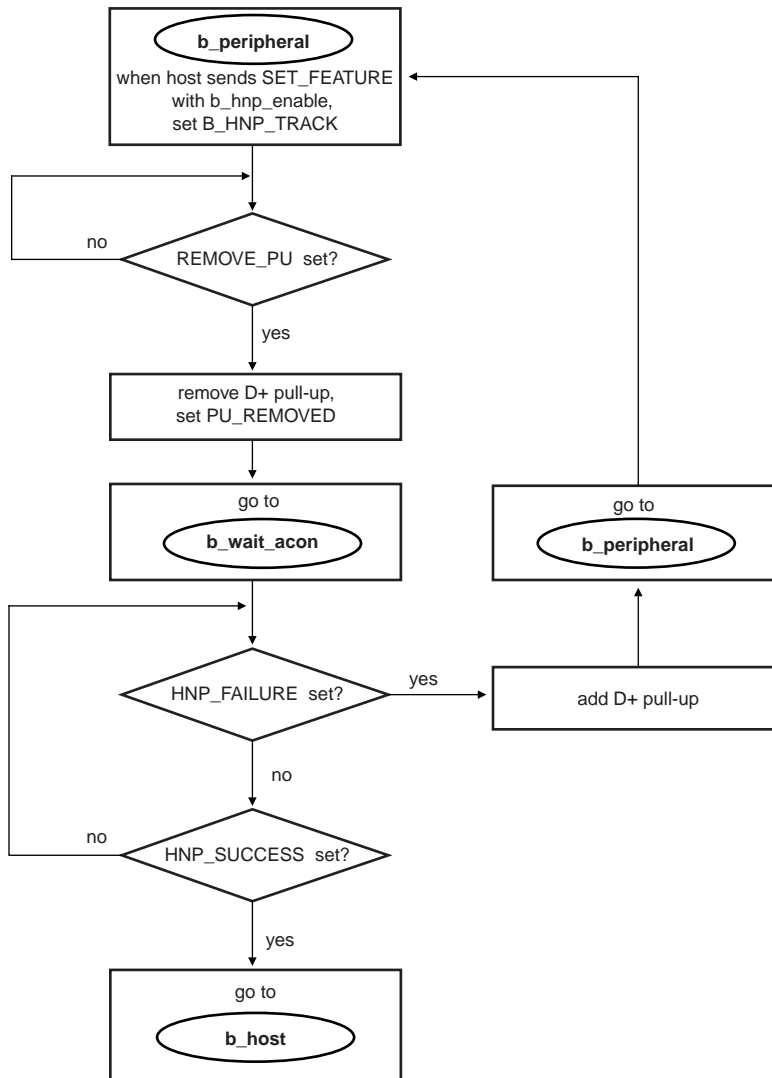 b_peripheral
when host sends SET_FEATURE
with b_hnp_enable,
set B_HNP_TRACK
no
REMOVE_PU set?
yes
remove D+ pull-up,
set PU_REMOVED
go to
b_wait_acon
go to
b_peripheral
HNP_FAILURE set?
yes
add D+ pull-up
no
no
HNP_SUCCESS set?
yes
go to
b_host